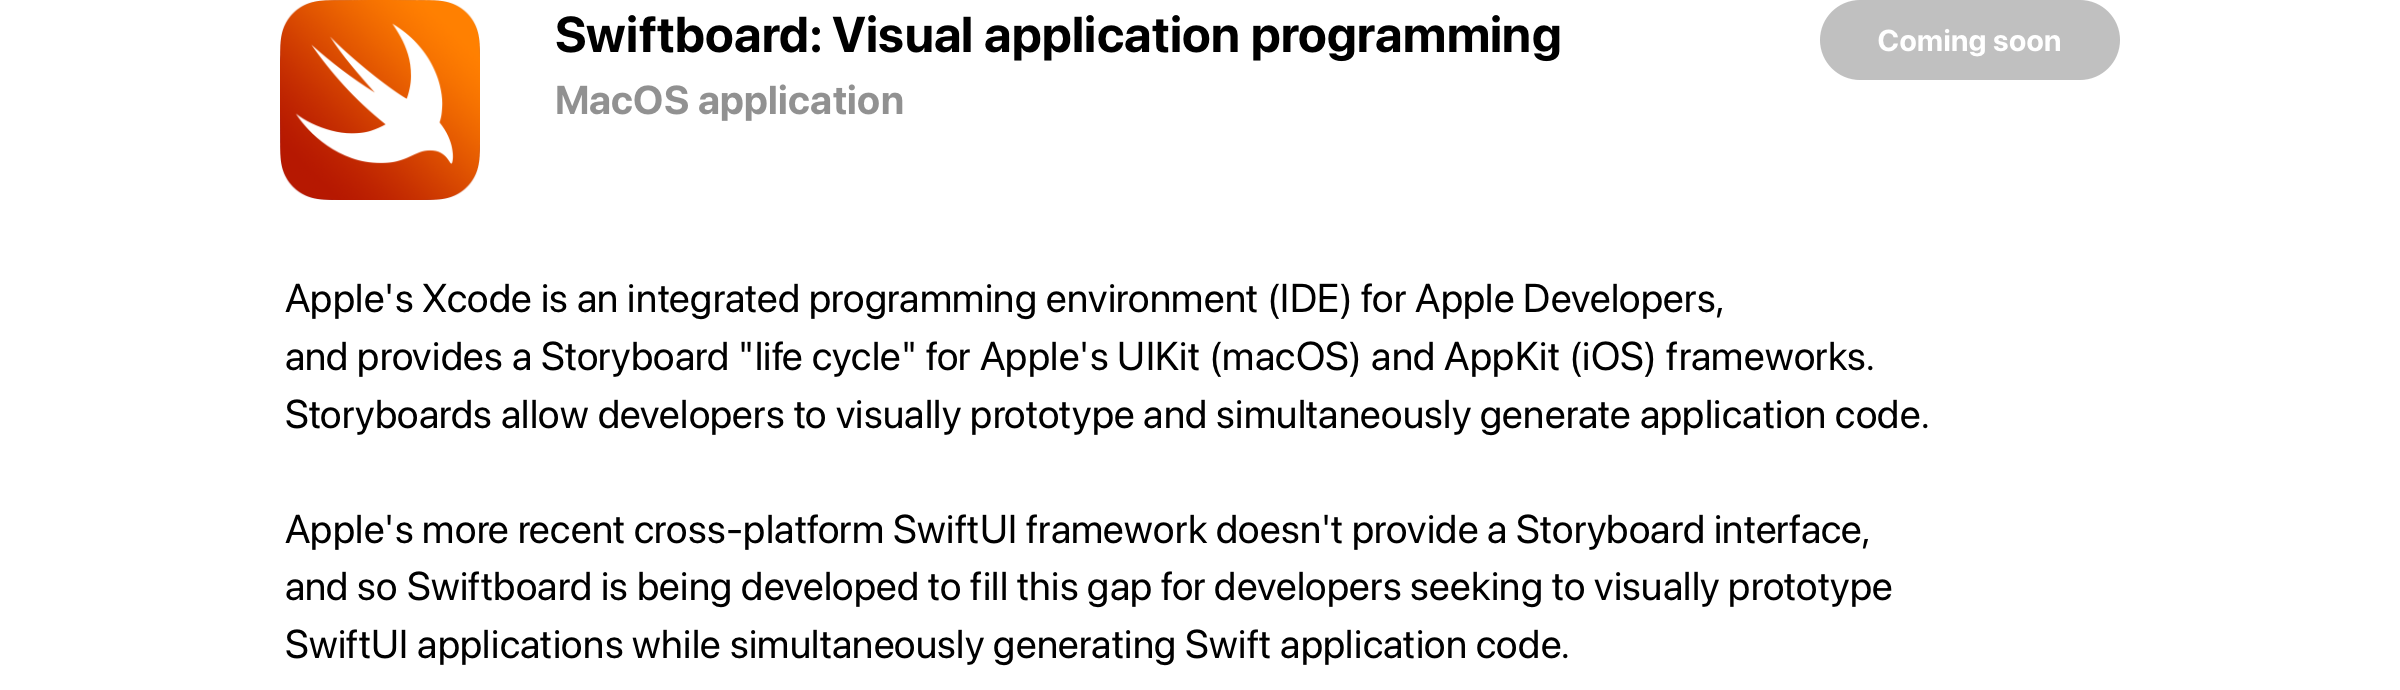 Swiftboard: Visual application programming
Coming soon
MacOS application
Apple's Xcode is an integrated programming environment (IDE) for Apple Developers,
and provides a Storyboard "life cycle" for Apple's UIKit (macOS) and AppKit (iOS) frameworks.
Storyboards allow developers to visually prototype and simultaneously generate application code.
Apple's more recent cross-platform SwiftUI framework doesn't provide a Storyboard interface,
and so Swiftboard is being developed to fill this gap for developers seeking to visually prototype
SwiftUI applications while simultaneously generating Swift application code.